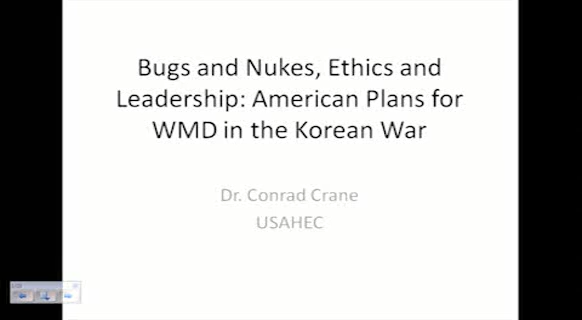 Bugs and Nukes, Ethics and
Leadership: American Plans for
WMD in the Korean War
Dr. Conrad Crane
USAHEC